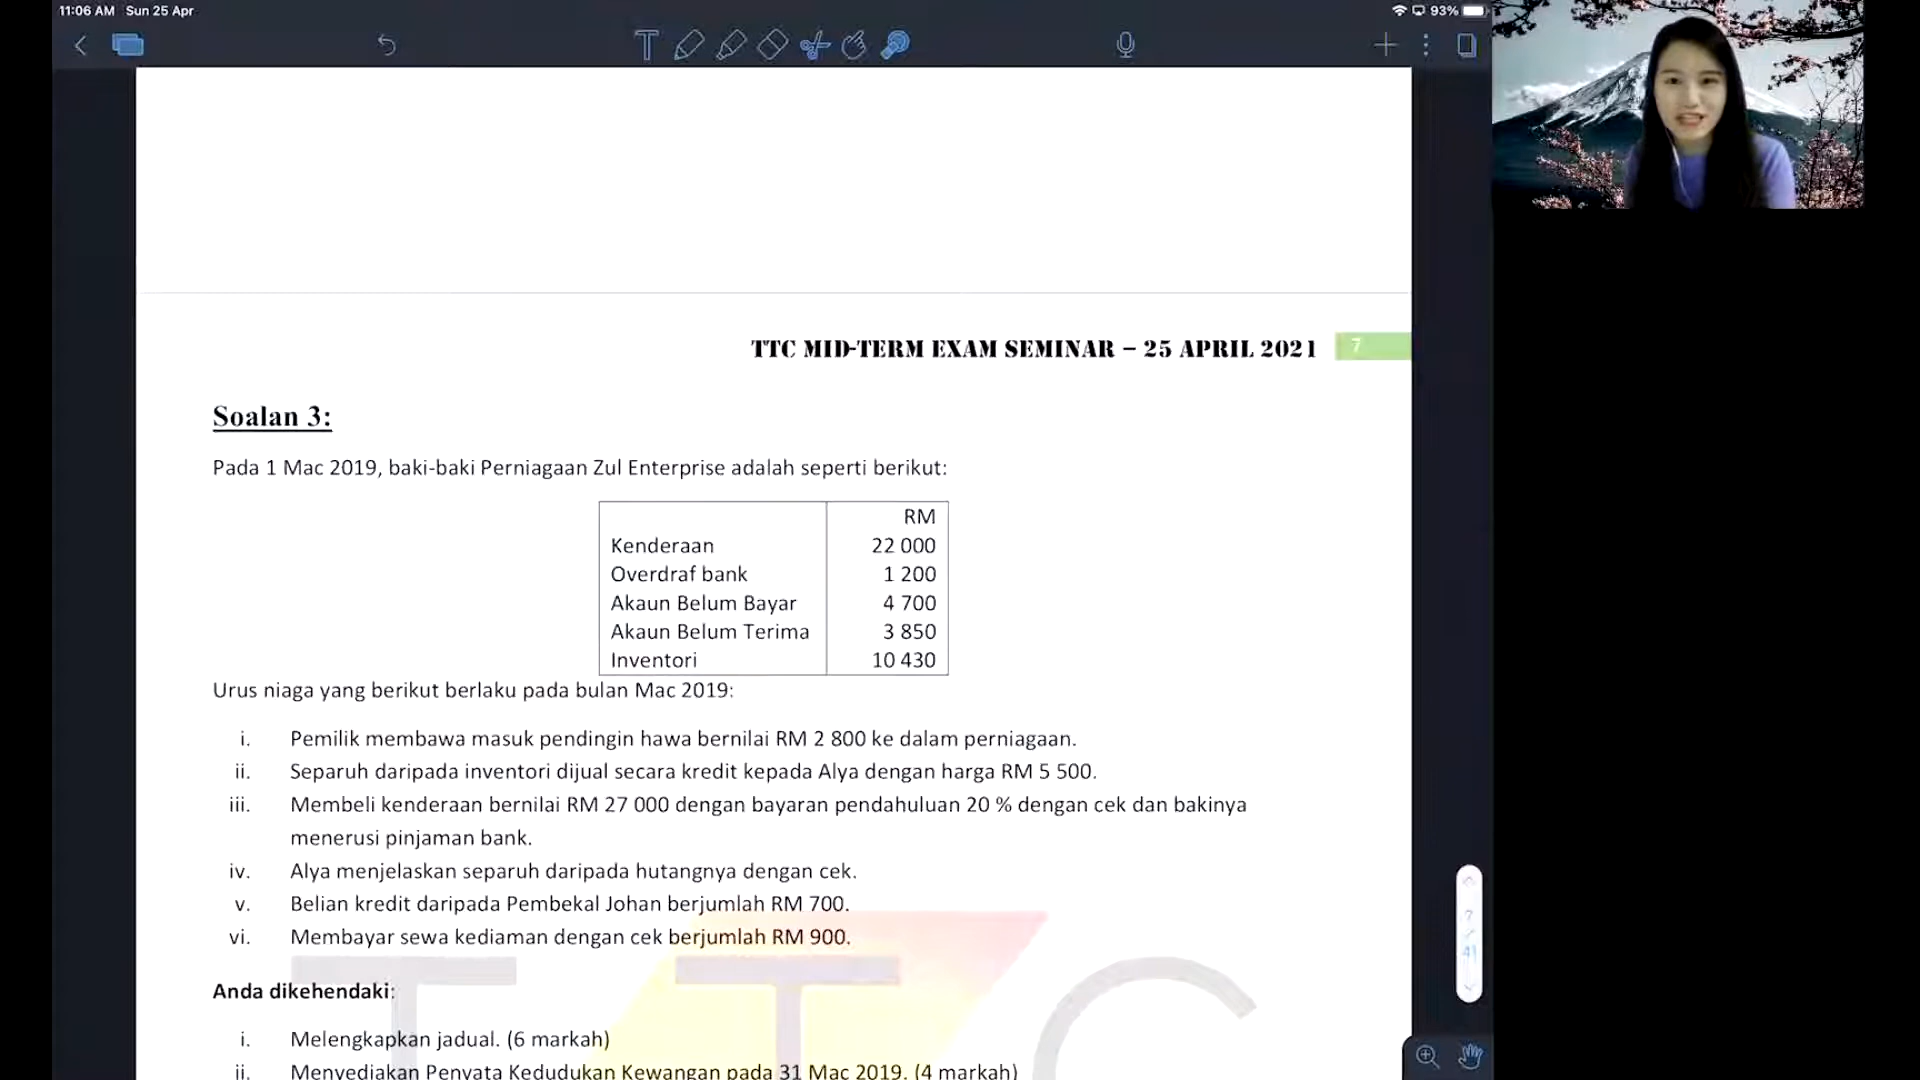 11:06 AM Sun 25 Apr
93%
TTC MID-TERM EXAM SEMINAR – 25 APRIL 2021 7
Soalan 3:
Pada 1 Mac 2019, baki-baki Perniagaan Zul Enterprise adalah seperti berikut:
RM
Kenderaan 22 000
Overdraf bank 1 200
Akaun Belum Bayar 4 700
Akaun Belum Terima 3 850
Inventori 10 430
Urus niaga yang berikut berlaku pada bulan Mac 2019:
i. Pemilik membawa masuk pendingin hawa bernilai RM 2 800 ke dalam perniagaan.
ii. Separuh daripada inventori dijual secara kredit kepada Alya dengan harga RM 5 500.
iii. Membeli kenderaan bernilai RM 27 000 dengan bayaran pendahuluan 20 % dengan cek dan bakinya
menerusi pinjaman bank.
iv. Alya menjelaskan separuh daripada hutangnya dengan cek.
v. Belian kredit daripada Pembekal Johan berjumlah RM 700.
vi. Membayar sewa kediaman dengan cek berjumlah RM 900.
Anda dikehendaki:
i. Melengkapkan jadual. (6 markah)
ii. Menyediakan Penyata Kedudukan Kewangan pada 31 Mac 2019. (4 markah)
TTC
7
/
41